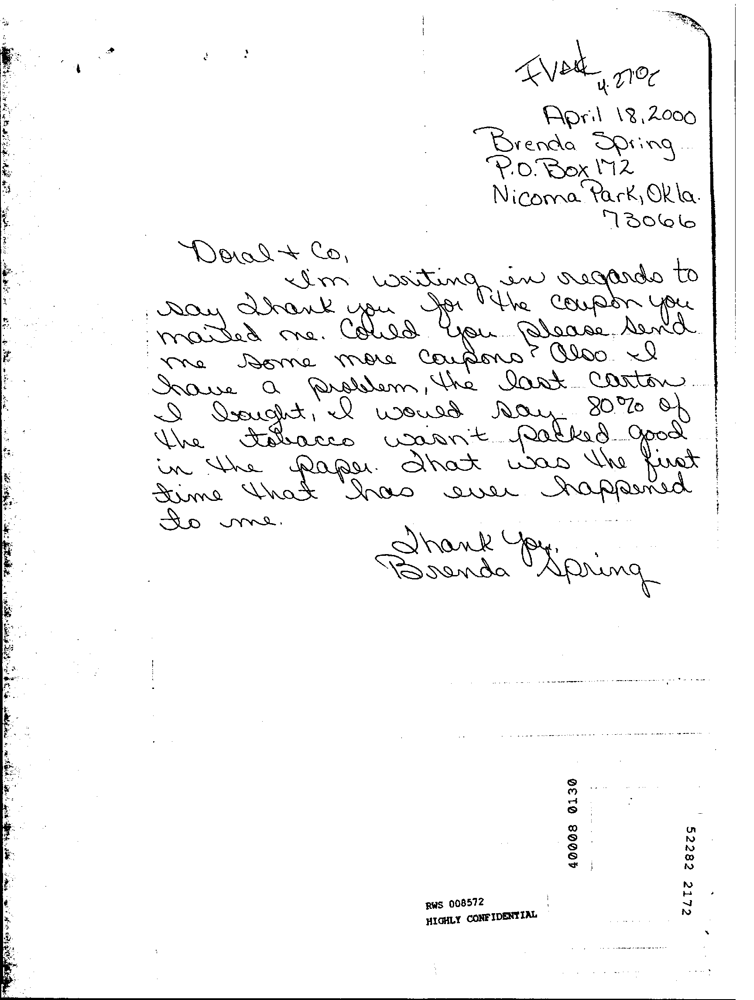 4.27.00
April 18, 2000
Brenda Spring
P.O. Box 172
Nicoma Park, Okla.
73066
Doral + Co,
I'm writing in regards to
say thank you for the coupon you
mailed me. Could you please send
me some more coupons? Also I
have a problem, the last carton
I bought, I would say 80% of
the tobacco wasn't packed good
in the paper. That was the first
time that has ever happened
to me.
Thank You,
Brenda Spring
40008 0130
52282 2172
RWS 008572
HIGHLY CONFIDENTIAL